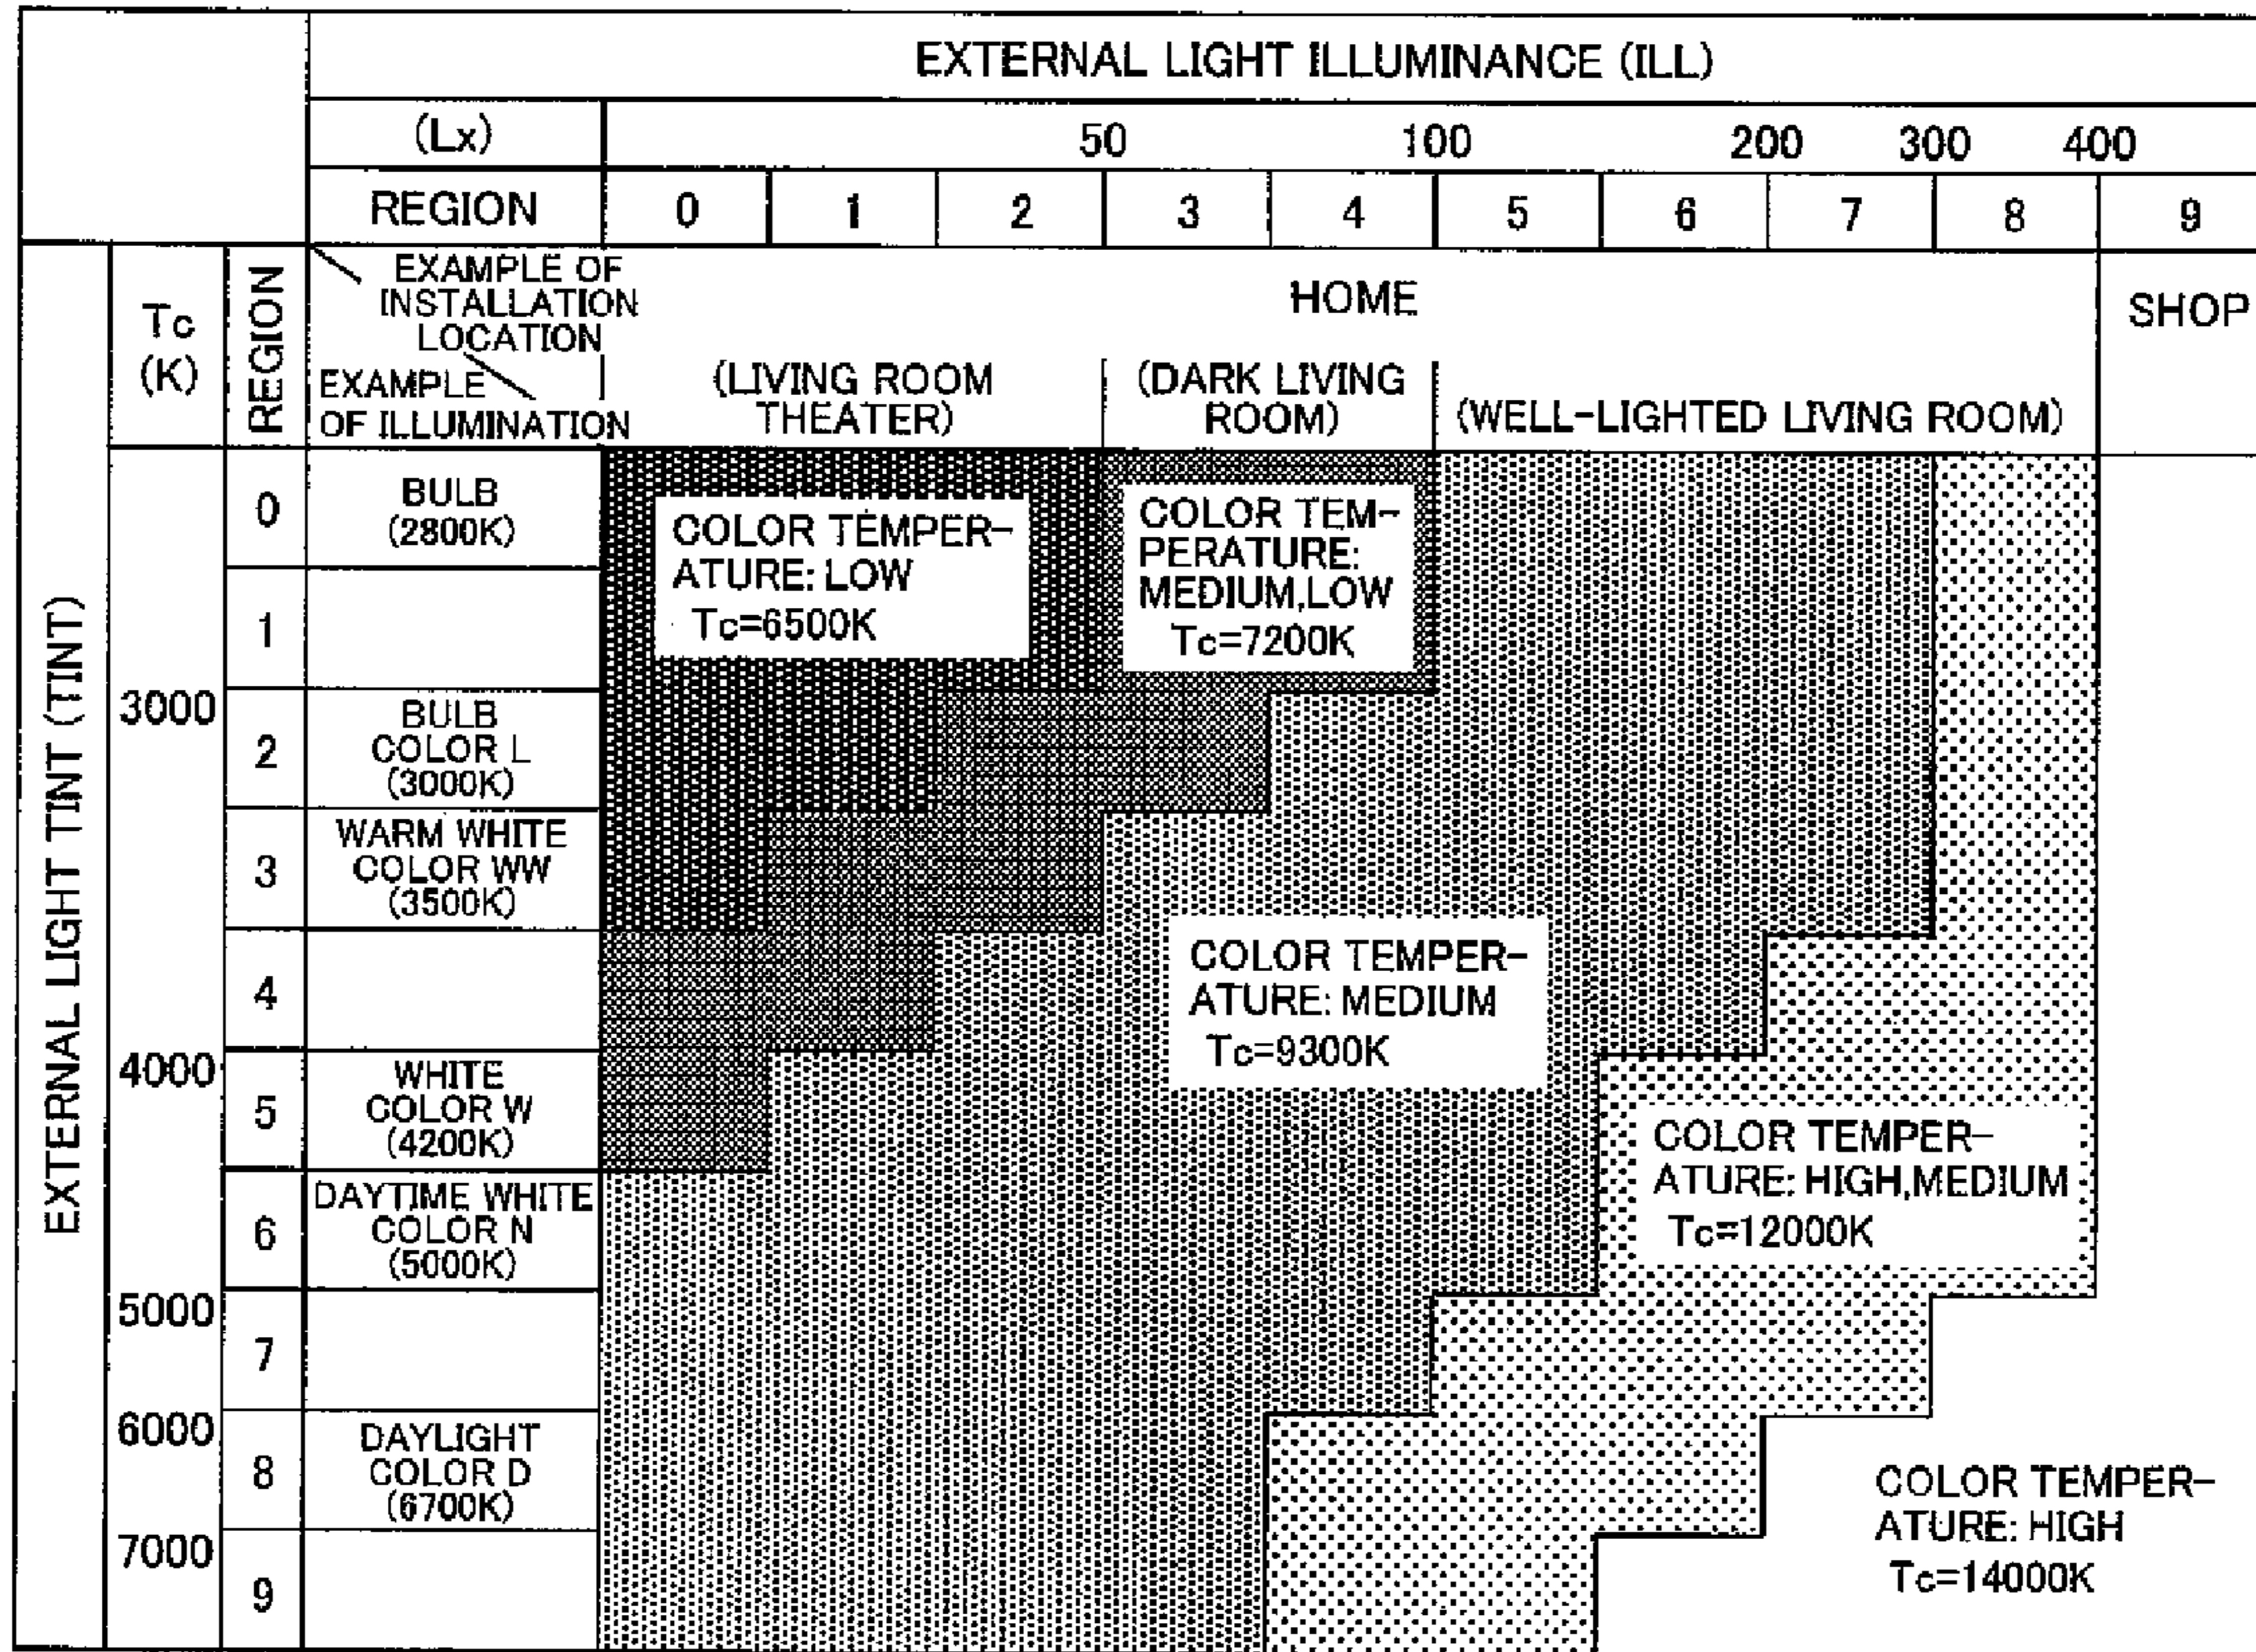 EXTERNAL LIGHT ILLUMINANCE (ILL)
(Lx) 50 100 200 300 400
REGION 0 1 2 3 4 5 6 7 8 9
EXTERNAL LIGHT TINT (TINT)
Tc
(K)
REGION
EXAMPLE OF
INSTALLATION
LOCATION
EXAMPLE
OF ILLUMINATION
HOME
SHOP
(LIVING ROOM
THEATER)
(DARK LIVING
ROOM)
(WELL-LIGHTED LIVING ROOM)
0
BULB
(2800K)
1
3000
2
BULB
COLOR L
(3000K)
3
WARM WHITE
COLOR WW
(3500K)
4
4000
5
WHITE
COLOR W
(4200K)
6
DAYTIME WHITE
COLOR N
(5000K)
5000
7
6000
8
DAYLIGHT
COLOR D
(6700K)
7000
9
COLOR TEMPER-
ATURE: LOW
Tc=6500K
COLOR TEM-
PERATURE:
MEDIUM,LOW
Tc=7200K
COLOR TEMPER-
ATURE: MEDIUM
Tc=9300K
COLOR TEMPER-
ATURE: HIGH,MEDIUM
Tc=12000K
COLOR TEMPER-
ATURE: HIGH
Tc=14000K